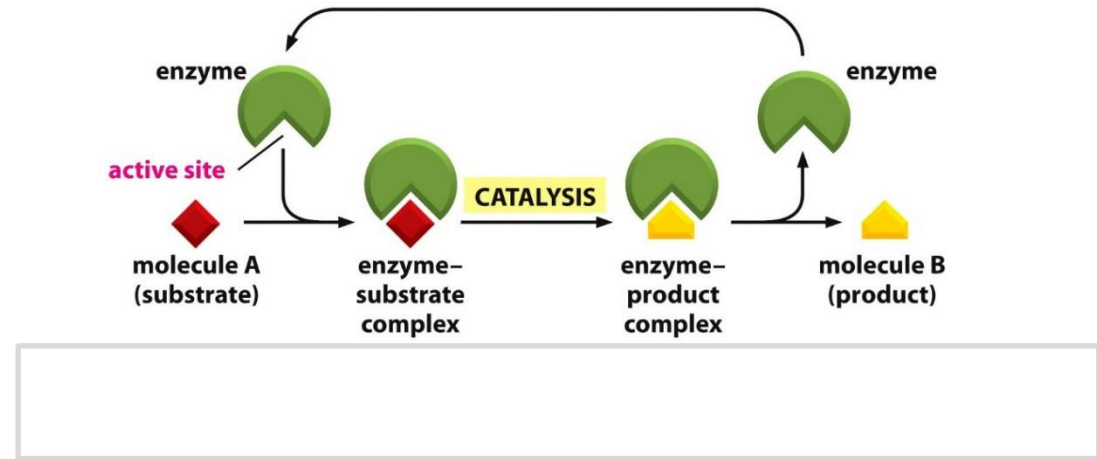 enzyme
enzyme
active site
CATALYSIS
molecule A
(substrate)
enzyme–
substrate
complex
enzyme–
product
complex
molecule B
(product)